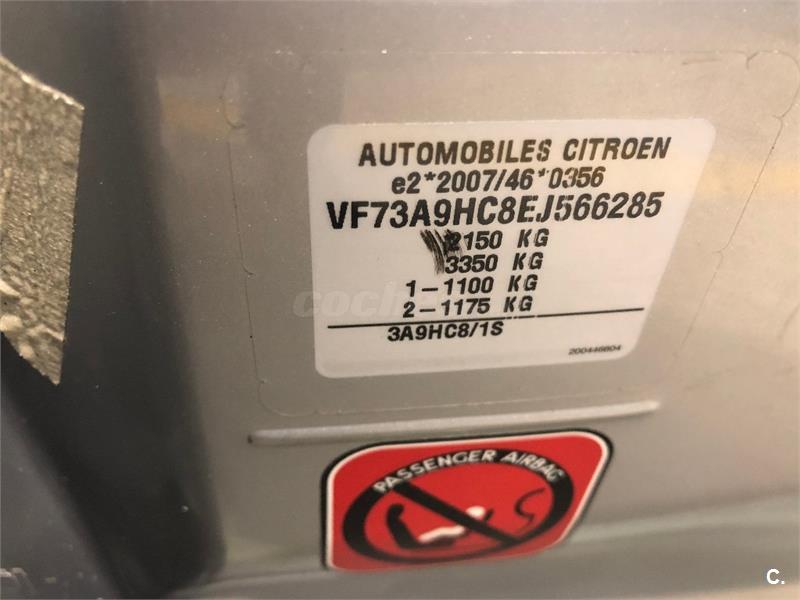 AUTOMOBILES CITROEN
e2*2007/46*0356
VF73A9HC8EJ566285
2150 KG
3350 KG
1-1100 KG
2-1175 KG
3A9HC8/1S
200446604
PASSENGER AIRBAG
C.